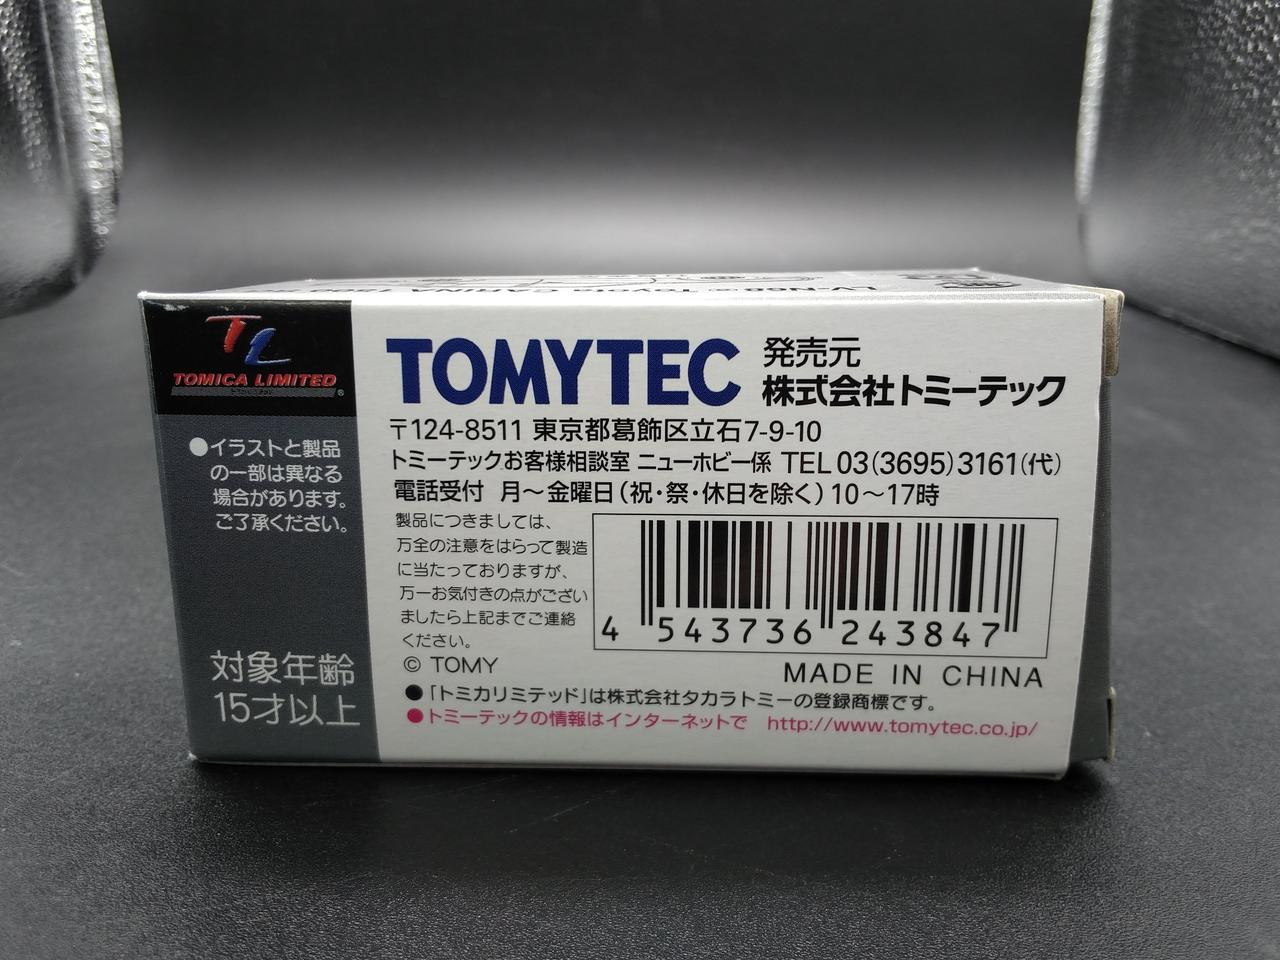 LV-N68 Toyota CARINA
TL
TOMICA LIMITED
®
●イラストと製品
の一部は異なる
場合があります。
ご了承ください。
対象年齢
15才以上
TOMYTEC
発売元
株式会社トミーテック
〒124-8511 東京都葛飾区立石7-9-10
トミーテックお客様相談室 ニューホビー係 TEL 03(3695)3161(代)
電話受付 月〜金曜日(祝・祭・休日を除く)10〜17時
製品につきましては、
万全の注意をはらって製造
に当たっておりますが、
万一お気付きの点がござい
ましたら上記までご連絡
ください。
4 543736 243847
© TOMY
MADE IN CHINA
●「トミカリミテッド」は株式会社タカラトミーの登録商標です。
●トミーテックの情報はインターネットで http://www.tomytec.co.jp/